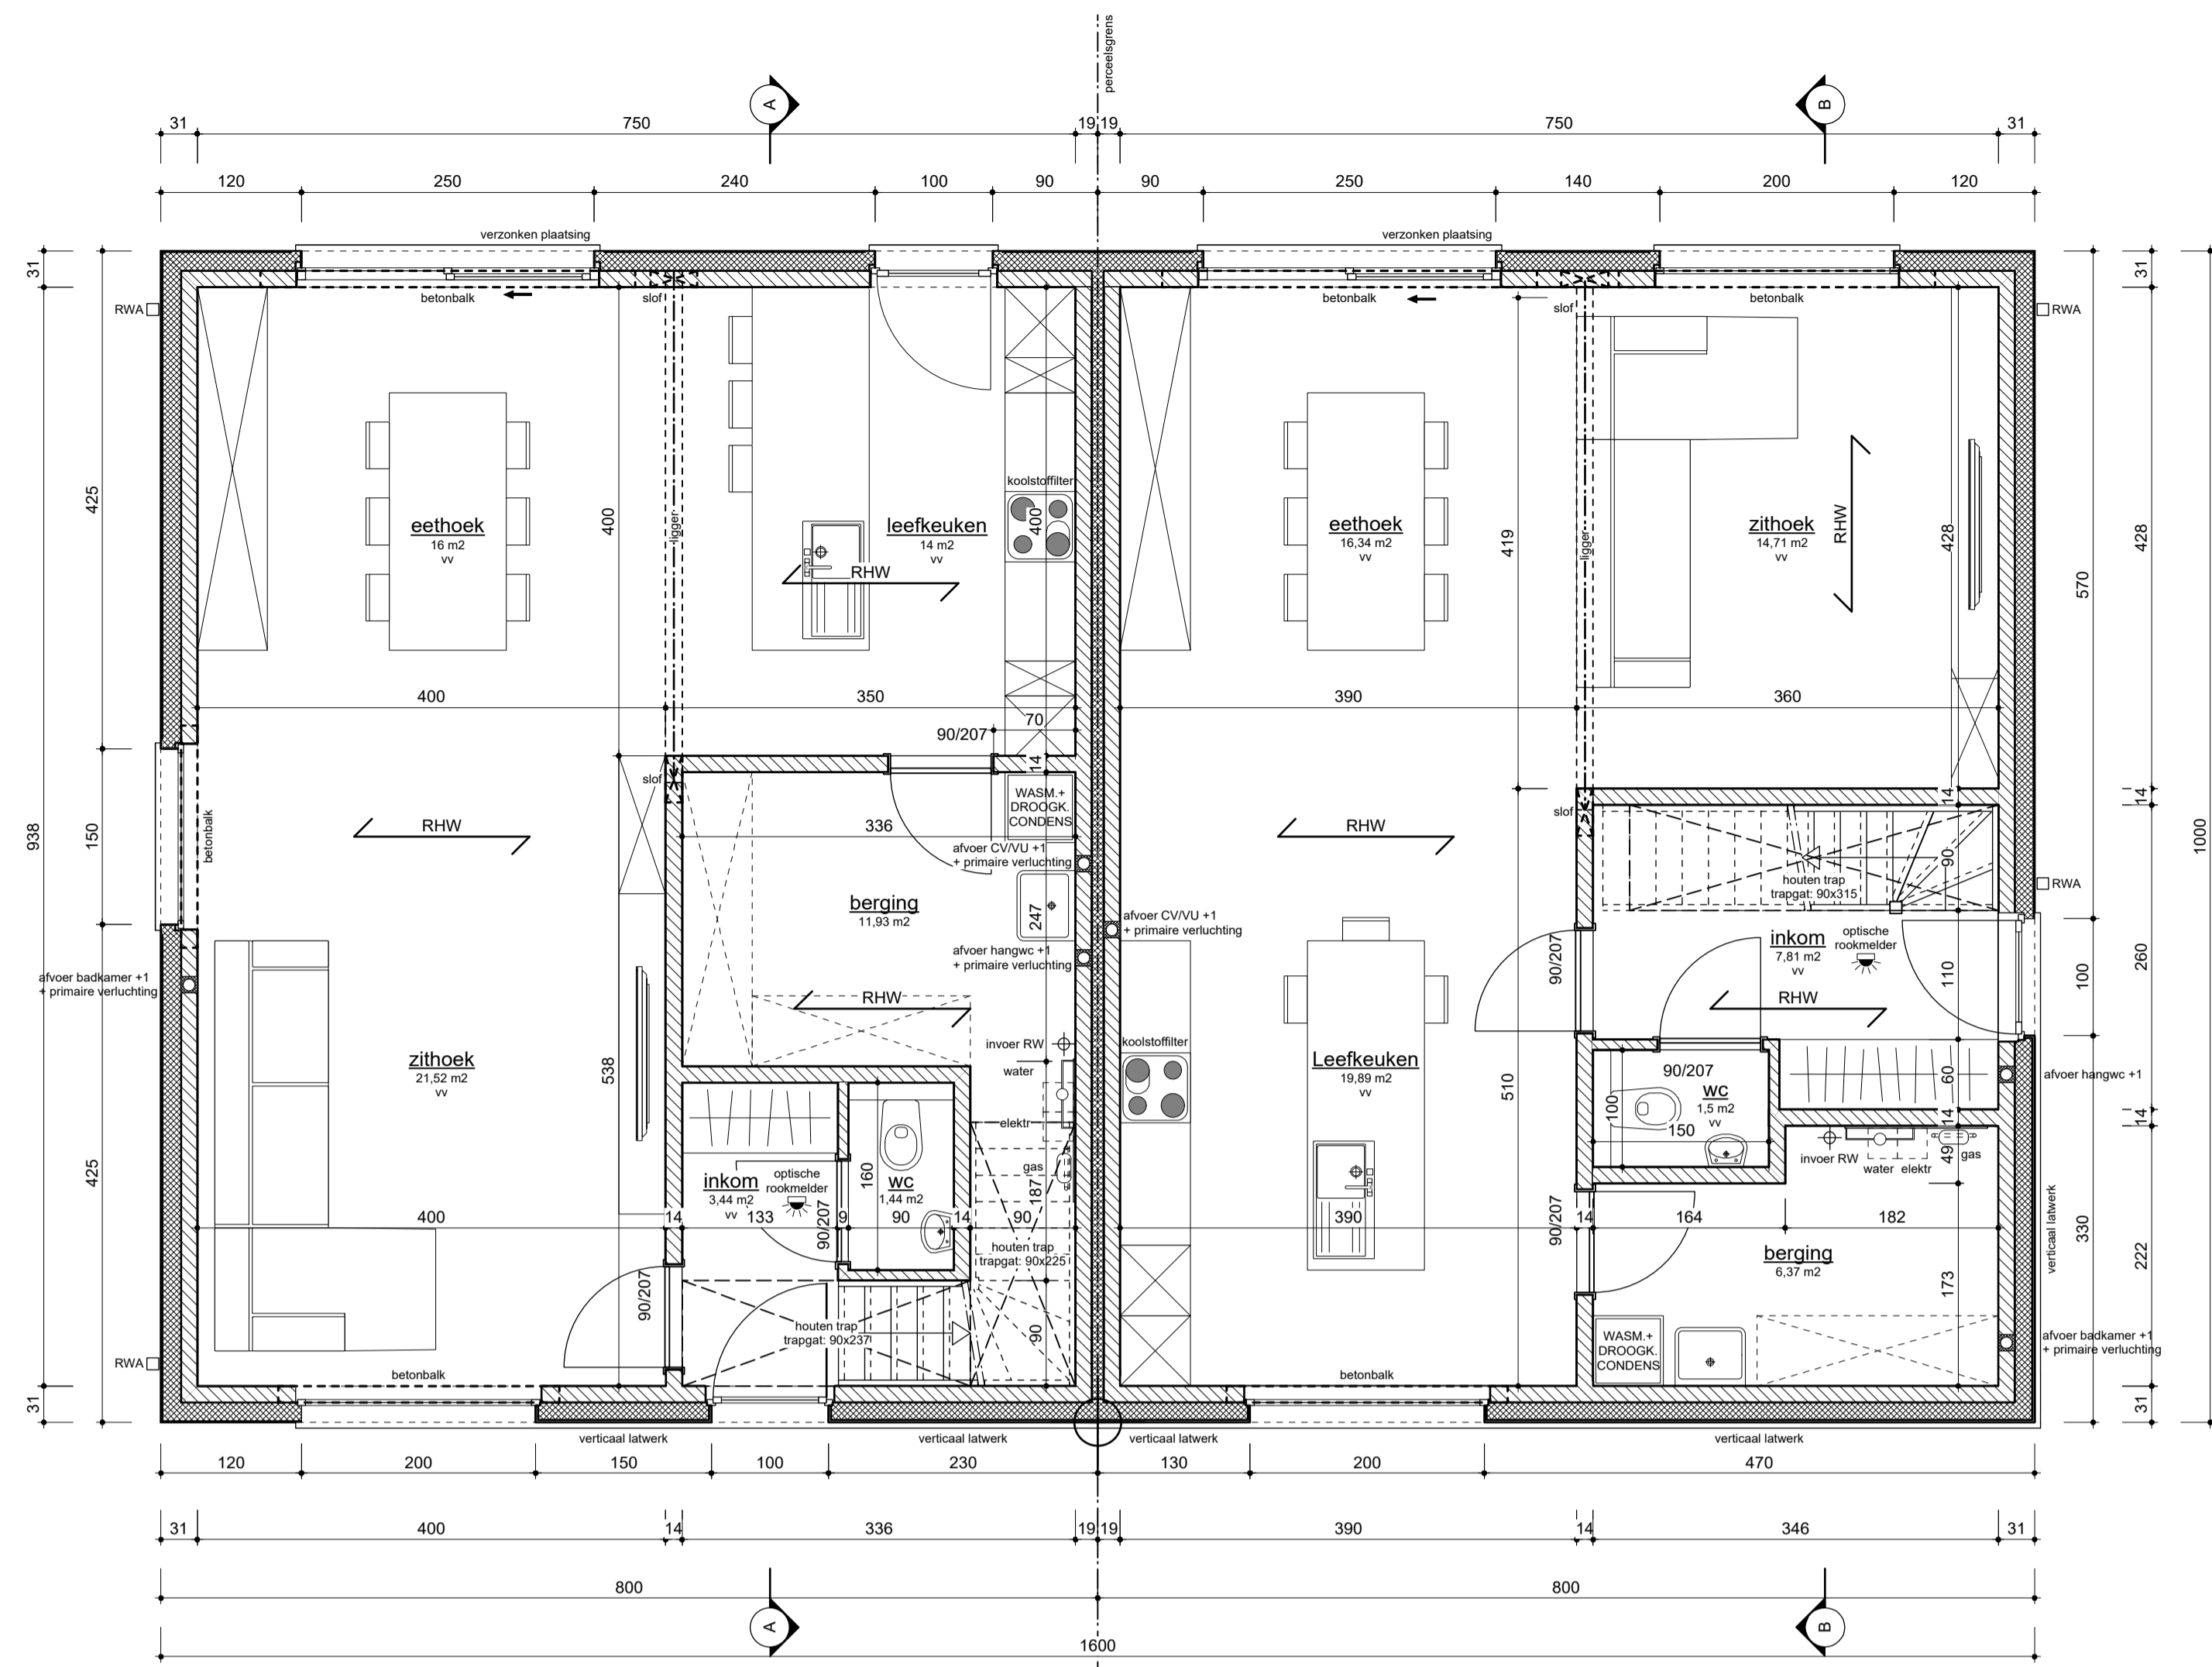 perceelsgrens
A
B
31
750
19
19
750
31
120
250
240
100
90
90
250
140
200
120
verzonken plaatsing
verzonken plaatsing
31
31
RWA
betonbalk
slof
betonbalk
slof
betonbalk
RWA
koolstoffilter
425
eethoek
16 m2
vv
400
ligger
leefkeuken
14 m2
400
RHW
eethoek
16,34 m2
vv
419
ligger
zithoek
14,71 m2
vv
RHW
428
428
570
400
350
390
360
70
90/207
slof
14
WASM.+
DROOGK.
CONDENS
14
14
slof
938
150
betonbalk
RHW
336
RHW
90
houten trap
trapgat: 90x315
1000
RWA
afvoer CV/VU +1
+ primaire verluchting
berging
11,93 m2
247
afvoer CV/VU +1
+ primaire verluchting
afvoer hangwc +1
+ primaire verluchting
90/207
inkom
7,81 m2
vv
optische
rookmelder
110
100
260
afvoer badkamer +1
+ primaire verluchting
RHW
RHW
invoer RW
water
koolstoffilter
zithoek
21,52 m2
vv
538
Leefkeuken
19,89 m2
vv
510
90/207
wc
1,5 m2
vv
100
150
60
14
14
afvoer hangwc +1
elektr
gas
invoer RW
water
elektr
gas
49
425
inkom
3,44 m2
vv
optische
rookmelder
160
wc
1,44 m2
187
400
14
133
90/207
9
90
14
90
390
90/207
14
164
182
verticaal latwerk
330
222
houten trap
trapgat: 90x225
berging
6,37 m2
173
90/207
houten trap
trapgat: 90x237
90
WASM.+
DROOGK.
CONDENS
afvoer badkamer +1
+ primaire verluchting
RWA
betonbalk
betonbalk
31
31
verticaal latwerk
verticaal latwerk
verticaal latwerk
verticaal latwerk
120
200
150
100
230
130
200
470
31
400
14
336
19
19
390
14
346
31
800
800
A
B
1600